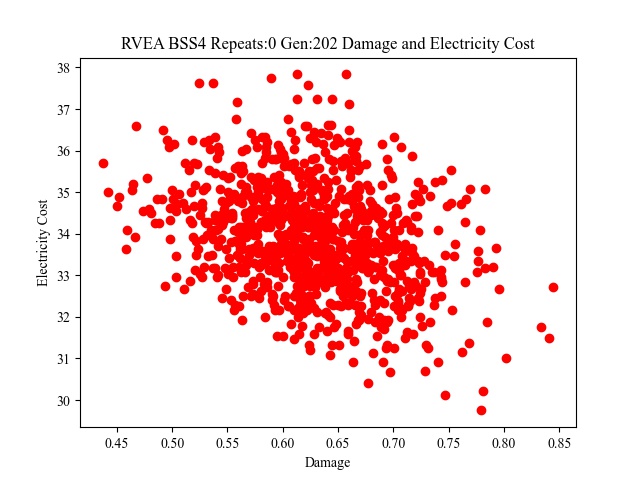 RVEA BSS4 Repeats:0 Gen:202 Damage and Electricity Cost
38
37
36
35
34
33
32
31
30
Electricity Cost
0.45 0.50 0.55 0.60 0.65 0.70 0.75 0.80 0.85
Damage